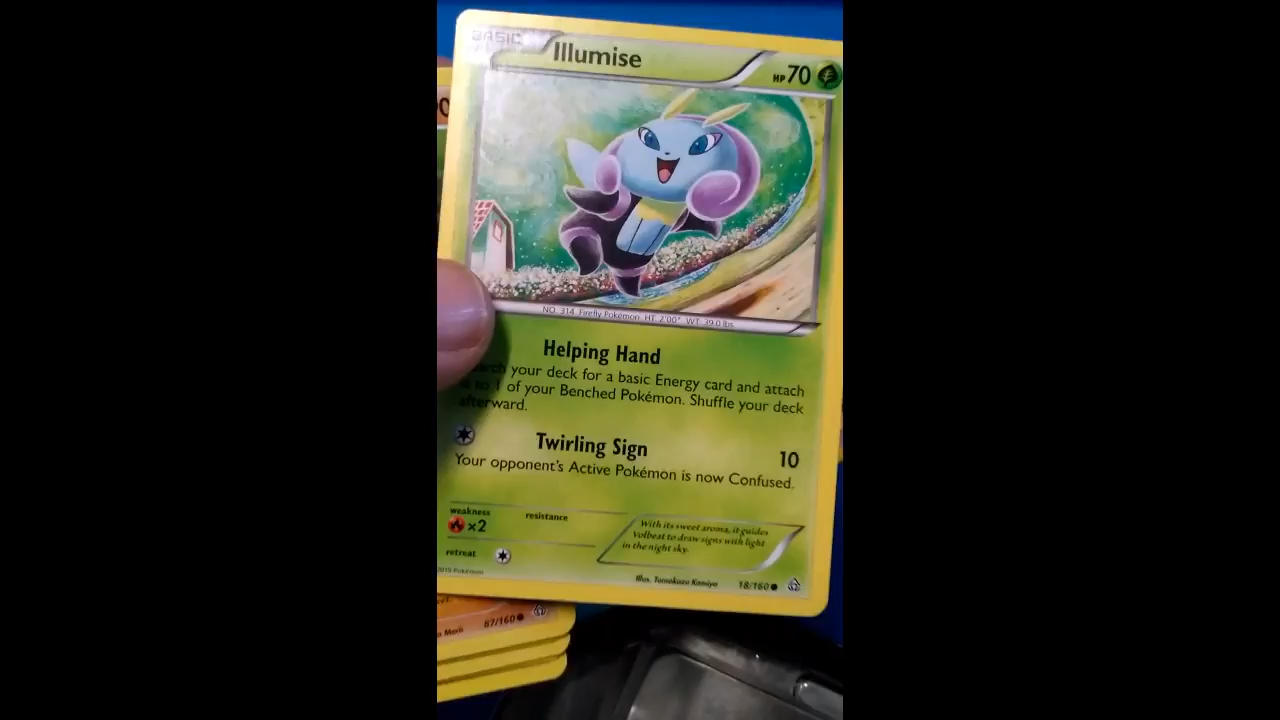 BASIC
Illumise
HP 70
NO. 314 Firefly Pokémon HT: 2'00" WT: 39.0 lbs.
Helping Hand
your deck for a basic Energy card and attach
to 1 of your Benched Pokémon. Shuffle your deck
afterward.
Twirling Sign 10
Your opponent's Active Pokémon is now Confused.
weakness
×2
resistance
retreat
With its sweet aroma, it guides
Volbeat to draw signs with light
in the night sky.
2015 Pokémon
Illus. Tomokazu Komiya
18/160
87/160